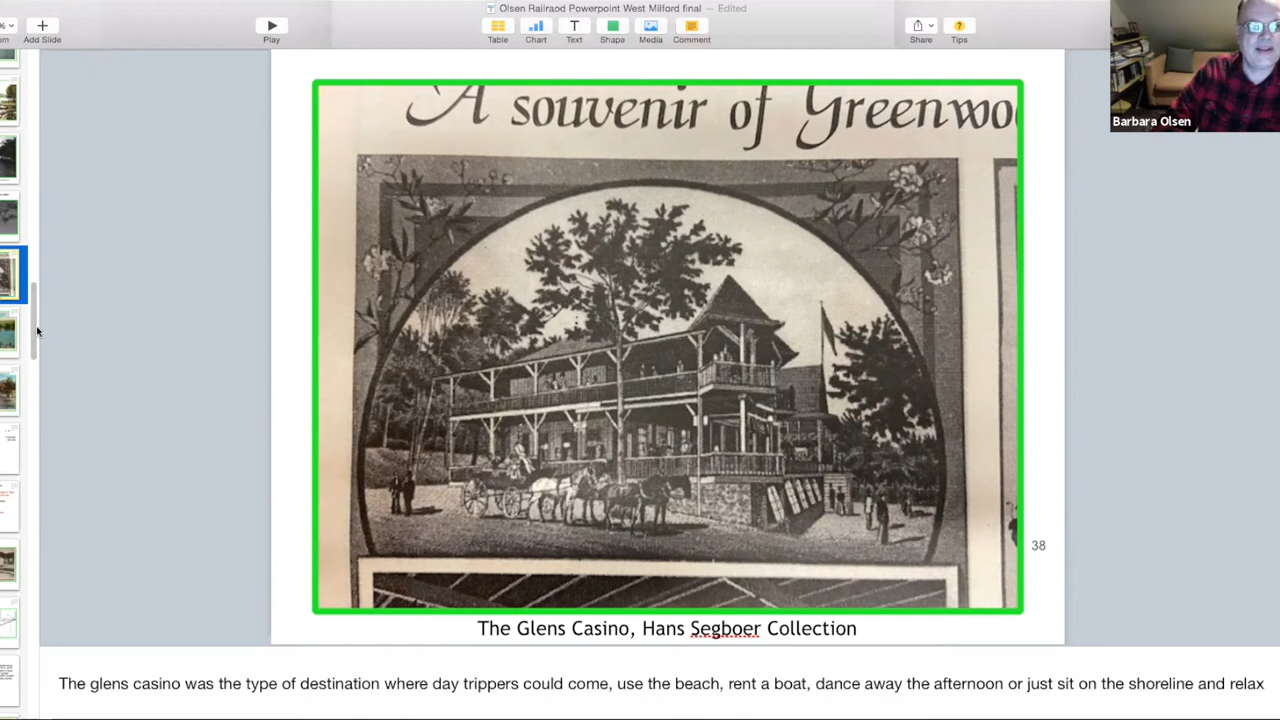 Olsen Railraod Powerpoint West Milford final — Edited
Add Slide
Play
Table
Chart
Text
Shape
Media
Comment
Share
Tips
Barbara Olsen
A souvenir of
38
The Glens Casino, Hans Segboer Collection
The glens casino was the type of destination where day trippers could come, use the beach, rent a boat, dance away the afternoon or just sit on the shoreline and relax